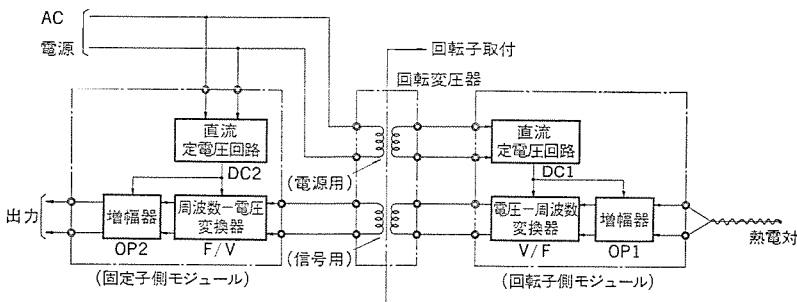 AC
電源
回転子取付
回転変圧器
直流
定電圧回路
DC2
直流
定電圧回路
DC1
(電源用)
出力
増幅器
OP2
周波数−電圧
変換器
F/V
(信号用)
電圧−周波数
変換器
V/F
増幅器
OP1
熱電対
(固定子側モジュール)
(回転子側モジュール)